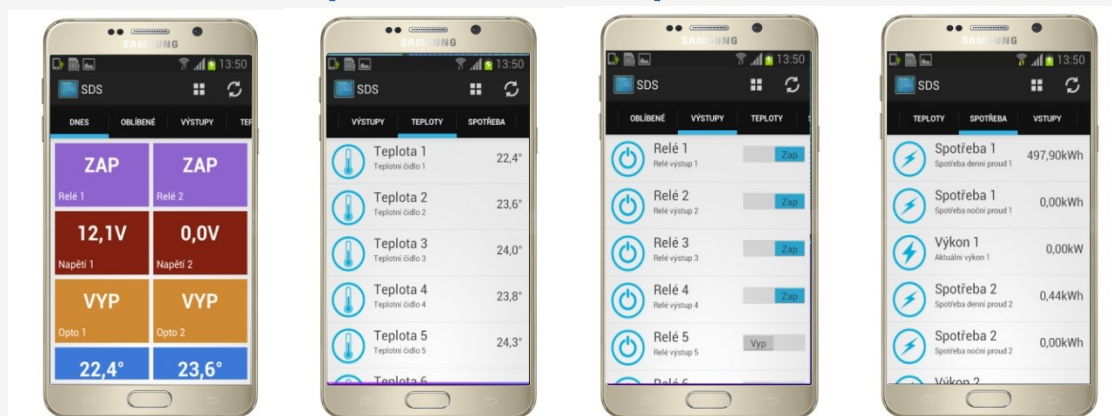 SAMSUNG
13:50
SDS
DNES OBLÍBENÉ VÝSTUPY
ZAP ZAP
Relé 1 Relé 2
12,1V 0,0V
Napětí 1 Napětí 2
VYP VYP
Opto 1 Opto 2
22,4° 23,6°
SAMSUNG
13:50
SDS
VÝSTUPY TEPLOTY SPOTŘEBA
Teplota 1
Teplotní čidlo 1
22,4°
Teplota 2
Teplotní čidlo 2
23,6°
Teplota 3
Teplotní čidlo 3
24,0°
Teplota 4
Teplotní čidlo 4
23,8°
Teplota 5
Teplotní čidlo 5
24,3°
Teplota 6
SAMSUNG
13:50
SDS
OBLÍBENÉ VÝSTUPY TEPLOTY
Relé 1
Relé výstup 1
Zap
Relé 2
Relé výstup 2
Zap
Relé 3
Relé výstup 3
Zap
Relé 4
Relé výstup 4
Zap
Relé 5
Relé výstup 5
Vyp
Relé 6
SAMSUNG
13:50
SDS
TEPLOTY SPOTŘEBA VSTUPY
Spotřeba 1
Spotřeba denní proud 1
497,90kWh
Spotřeba 1
Spotřeba noční proud 1
0,00kWh
Výkon 1
Aktuální výkon 1
0,00kW
Spotřeba 2
Spotřeba denní proud 2
0,44kWh
Spotřeba 2
Spotřeba noční proud 2
0,00kWh
Výkon 2